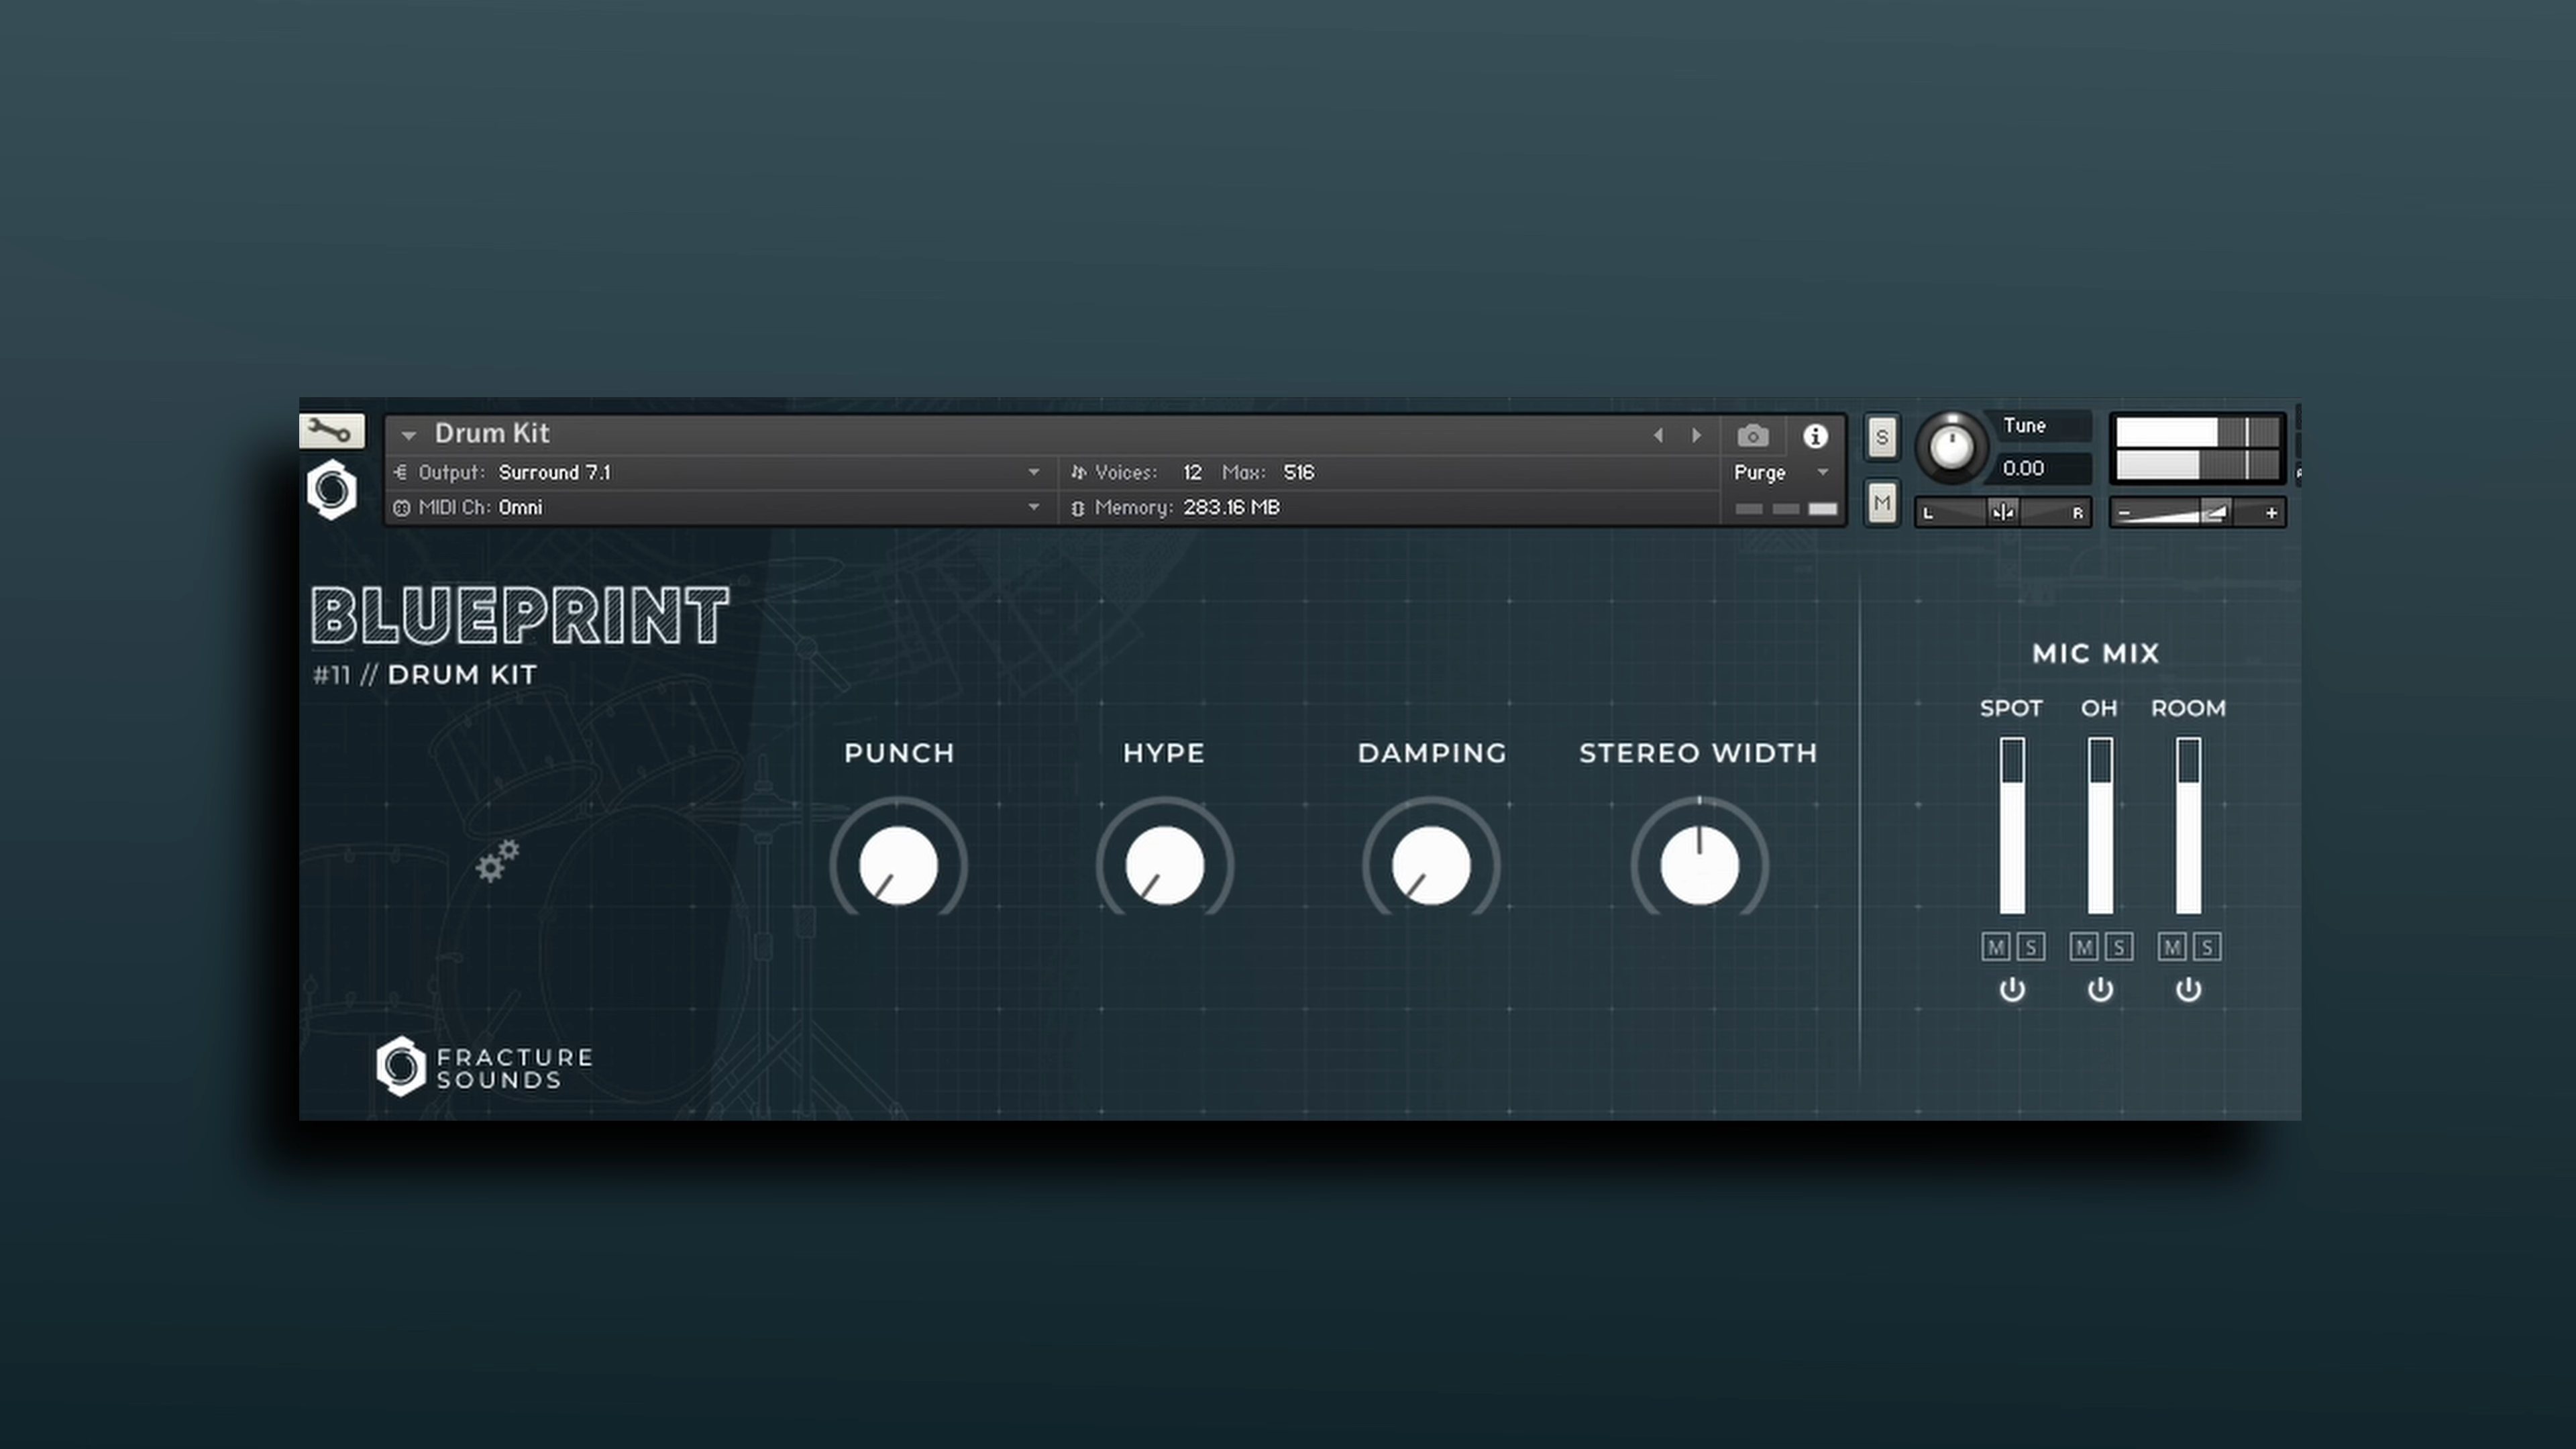 Drum Kit
Output: Surround 7.1
Voices: 12 Max: 516
Purge
MIDI Ch: Omni
Memory: 283.16 MB
S
M
Tune
0.00
L R
- +
BLUEPRINT
#11 // DRUM KIT
PUNCH
HYPE
DAMPING
STEREO WIDTH
MIC MIX
SPOT OH ROOM
M S M S M S
FRACTURE
SOUNDS